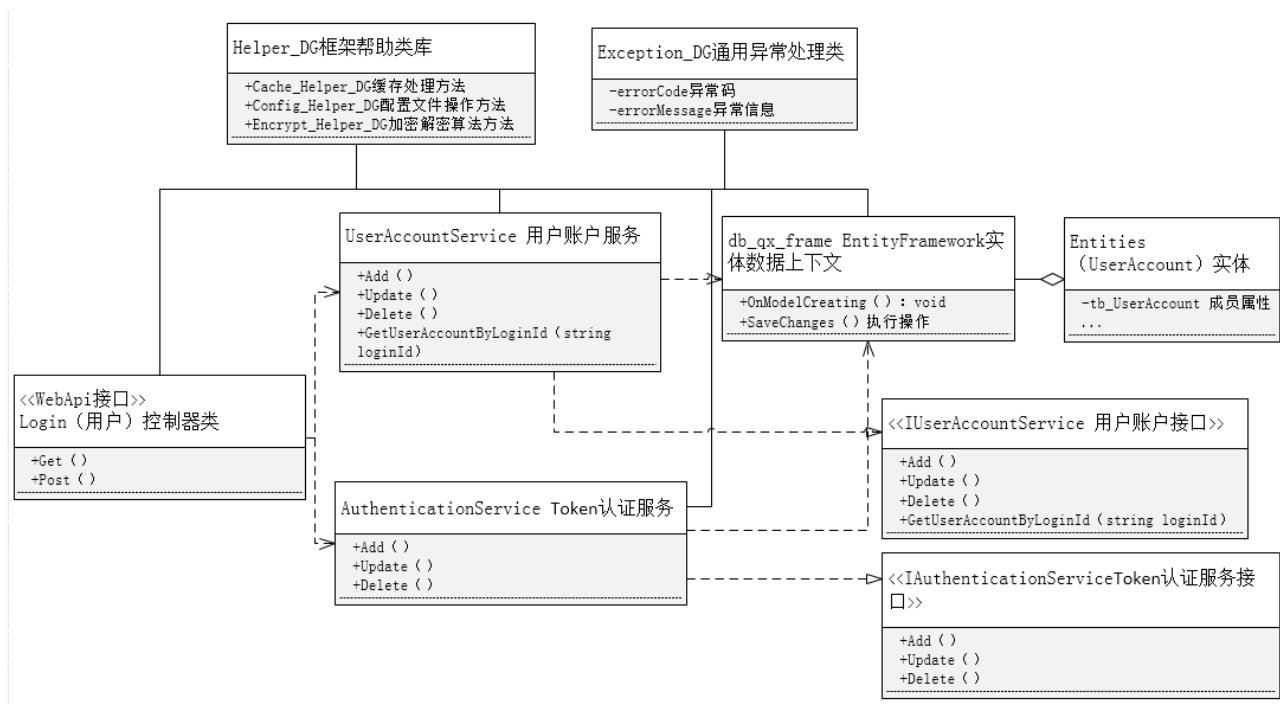 Helper_DG框架帮助类库
+Cache_Helper_DG缓存处理方法
+Config_Helper_DG配置文件操作方法
+Encrypt_Helper_DG加密解密算法方法
Exception_DG通用异常处理类
-errorCode异常码
-errorMessage异常信息
UserAccountService 用户账户服务
+Add()
+Update()
+Delete()
+GetUserAccountByLoginId(string
loginId)
db_qx_frame EntityFramework实
体数据上下文
+OnModelCreating(): void
+SaveChanges()执行操作
Entities
(UserAccount)实体
-tb_UserAccount 成员属性
...
<<WebApi接口>>
Login(用户)控制器类
+Get()
+Post()
<<IUserAccountService 用户账户接口>>
+Add()
+Update()
+Delete()
+GetUserAccountByLoginId(string loginId)
AuthenticationService Token认证服务
+Add()
+Update()
+Delete()
<<IAuthenticationServiceToken认证服务接
口>>
+Add()
+Update()
+Delete()